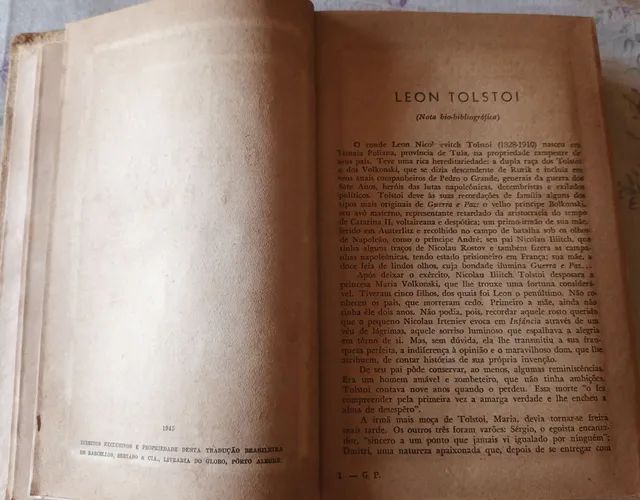 1945
DIREITOS EXCLUSIVOS E PROPRIEDADE DESTA TRADUÇÃO BRASILEIRA
DE BARCELLOS, BERTASO & CIA., LIVRARIA DO GLOBO, PÔRTO ALEGRE.
LEON TOLSTOI
(Nota bio-bibliográfica)
O conde Leon Nicol evitch Tolstoi (1828-1910) nasceu em
Iasnaia Poliana, província de Tula, na propriedade campestre de
seus pais. Teve uma rica hereditariedade: a dupla raça dos Tolstoi
e dos Volkonski, que se dizia descendente de Rurik e incluía em
seus anais companheiros de Pedro o Grande, generais da guerra dos
Sete Anos, heróis das lutas napoleônicas, decembristas e exilados
políticos. Tolstoi deve às suas recordações de família alguns dos
tipos mais originais de Guerra e Paz: o velho príncipe Bolkonski,
seu avô materno, representante retardado da aristocracia do tempo
de Catarina II, voltaireana e despótica; um primo-irmão de sua mãe,
ferido em Austerlitz e recolhido no campo de batalha sob os olhos
de Napoleão, como o príncipe André; seu pai Nicolau Iliitch, que
tinha alguns traços de Nicolau Rostov e também fizera as campa-
nhas napoleônicas, tendo estado prisioneiro em França; sua mãe, a
doce feia de lindos olhos, cuja bondade ilumina Guerra e Paz...
Após deixar o exército, Nicolau Iliitch Tolstoi desposara a
princesa Maria Volkonski, que lhe trouxe uma fortuna considerá-
vel. Tiveram cinco filhos, dos quais foi Leon o penúltimo. Não co-
nheceu os pais, que morreram cedo. Primeiro a mãe, ainda não
tinha êle dois anos. Não podia, pois, recordar aquele rosto querido
que o pequeno Nicolau Irteniev evoca em Infância através de um
véu de lágrimas, aquele sorriso luminoso que espalhava a alegria
em tôrno de si. Mas, sem dúvida, ela lhe transmitiu a sua fran-
queza perfeita, a indiferença à opinião e o maravilhoso dom, que lhe
atribuem, de contar histórias de sua própria invenção.
De seu pai pôde conservar, ao menos, algumas reminiscências.
Era um homem amável e zombeteiro, que não tinha ambições.
Tolstoi contava nove anos quando o perdeu. Essa morte "o fez
compreender pela primeira vez a amarga verdade e lhe encheu a
alma de desespêro".
A irmã mais moça de Tolstoi, Maria, devia tornar-se freira
mais tarde. Os outros três foram varões: Sérgio, o egoísta encanta-
dor, "sincero a um ponto que jamais vi igualado por ninguém";
Dmitri, uma natureza apaixonada que, depois de se entregar com
1 — G. P.